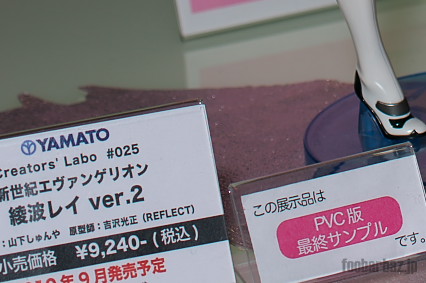 YAMATO
Creators' Labo #025
新世紀エヴァンゲリオン
綾波レイ ver.2
:山下しゅんや 原型師:吉沢光正(REFLECT)
小売価格 ¥9,240-(税込)
9月発売予定
この展示品は
PVC版
最終サンプル
です。
foobarbaz.jp